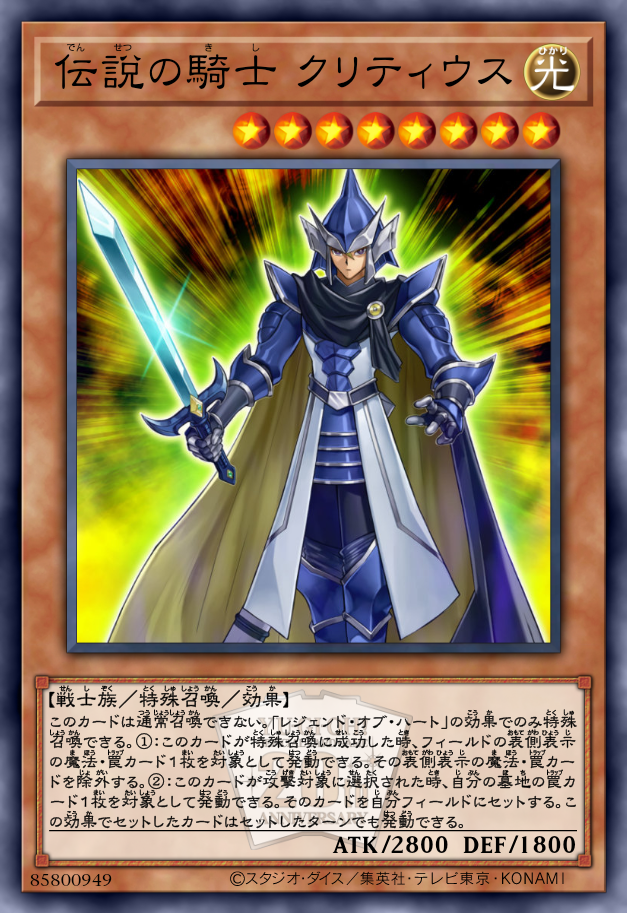 伝説の騎士 クリティウス
光
【戦士族／特殊召喚／効果】
このカードは通常召喚できない。「レジェンド・オブ・ハート」の効果でのみ特殊
召喚できる。①:このカードが特殊召喚に成功した時、フィールドの表側表示
の魔法・罠カード1枚を対象として発動できる。その表側表示の魔法・罠カー
ドを除外する。②:このカードが攻撃対象に選択された時、自分の墓地の罠カ
ード1枚を対象として発動できる。そのカードを自分フィールドにセットする。こ
の効果でセットしたカードはセットしたターンでも発動できる。
ANNIVERSARY
ATK/2800 DEF/1800
85800949
©スタジオ・ダイス／集英社・テレビ東京・KONAMI